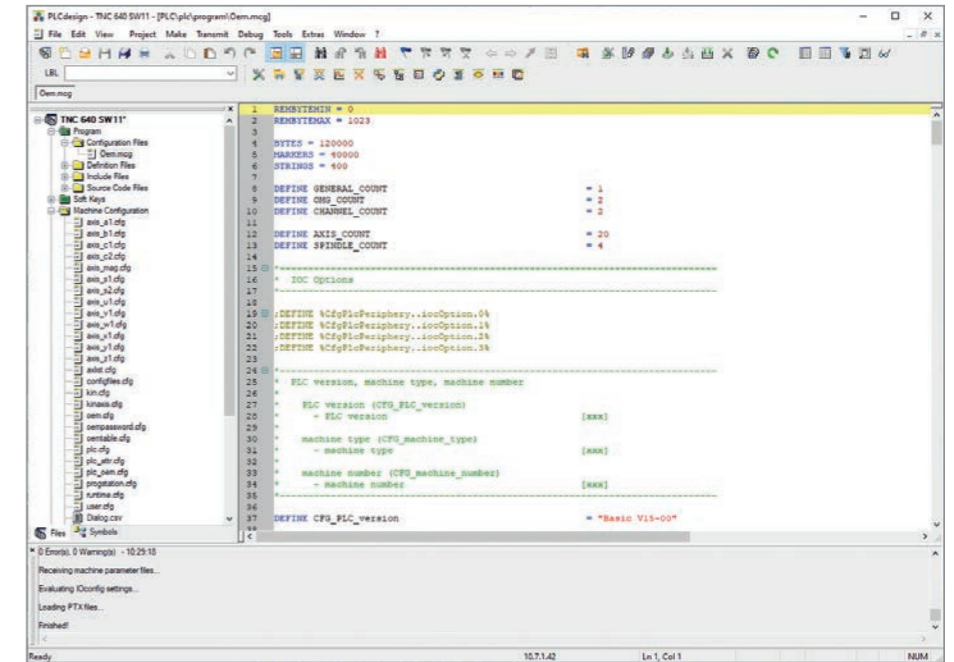 PLCdesign - TNC 640 SW11 - [PLC\plc\program\Oem.mcg]
File Edit View Project Make Transmit Debug Tools Extras Window ?
LBL
Oem.mcg
TNC 640 SW11*
Program
Configuration Files
Oem.mcg
Definition Files
Include Files
Source Code Files
Soft Keys
Machine Configuration
axis_a1.cfg
axis_b1.cfg
axis_c1.cfg
axis_c2.cfg
axis_mag.cfg
axis_s1.cfg
axis_s2.cfg
axis_u1.cfg
axis_v1.cfg
axis_w1.cfg
axis_x1.cfg
axis_y1.cfg
axis_z1.cfg
axlist.cfg
configfiles.cfg
kin.cfg
kinaxis.cfg
oem.cfg
oempassword.cfg
oemtable.cfg
plc.cfg
plc_attr.cfg
plc_oem.cfg
progstation.cfg
runtime.cfg
user.cfg
Dialog.csv
Files Symbols
1 REMBYTEMIN = 0
2 REMBYTEMAX = 1023
3
4 BYTES = 120000
5 MARKERS = 40000
6 STRINGS = 400
7
8 DEFINE GENERAL_COUNT = 1
9 DEFINE OMG_COUNT = 2
10 DEFINE CHANNEL_COUNT = 3
11
12 DEFINE AXIS_COUNT = 20
13 DEFINE SPINDLE_COUNT = 4
14
15 *
16 * IOC Options
17 *
18
19 ;DEFINE %CfgPlcPeriphery..iocOption.0%
20 ;DEFINE %CfgPlcPeriphery..iocOption.1%
21 ;DEFINE %CfgPlcPeriphery..iocOption.2%
22 ;DEFINE %CfgPlcPeriphery..iocOption.3%
23
24 *
25 * PLC version, machine type, machine number
26 *
27 * PLC version (CFG_PLC_version)
28 * - PLC version [xxx]
29 *
30 * machine type (CFG_machine_type)
31 * - machine type [xxx]
32 *
33 * machine number (CFG_machine_number)
34 * - machine number [xxx]
35 *
36
37 DEFINE CFG_PLC_version = "Basic V15-00"
0 Error(s), 0 Warning(s) - 10:25:18
Receiving machine parameter files...
Evaluating IOconfig settings...
Loading PTX files...
Finished!
Ready 10.7.1.42 Ln 1, Col 1 NUM